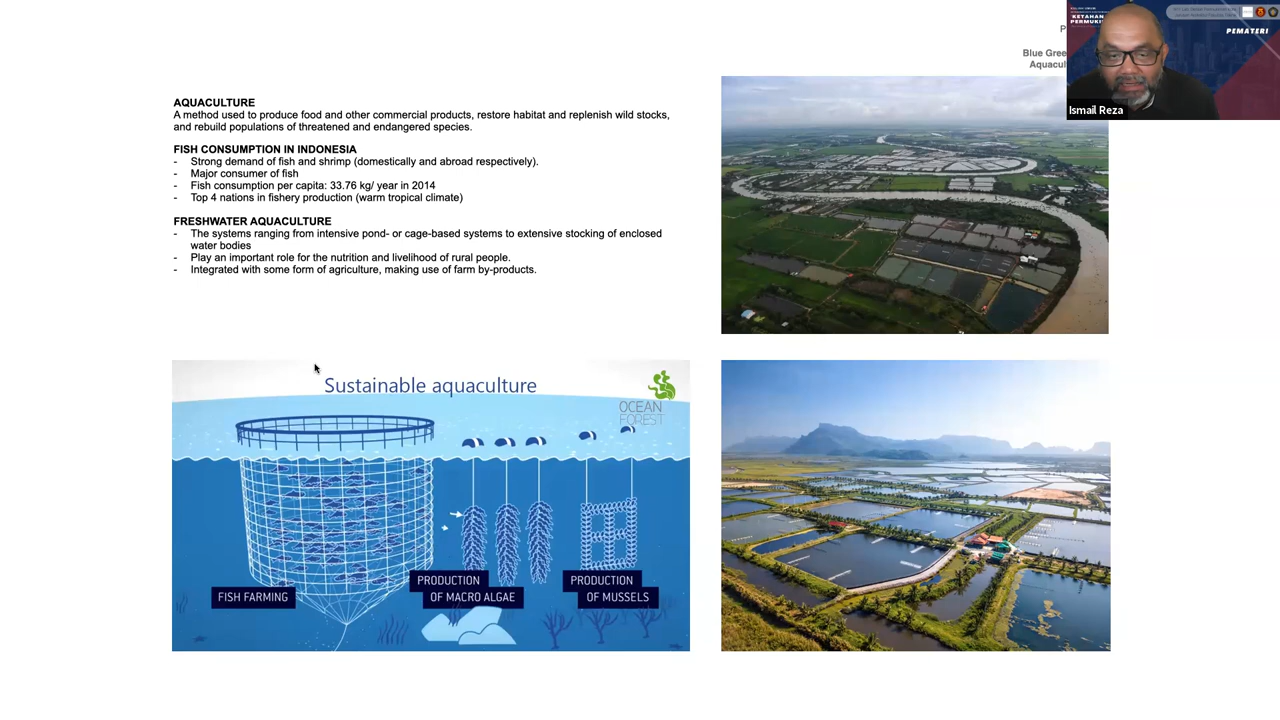 Blue Gree
Aquacul
KETAHAN
PERMUKI
PEMATERI
Ismail Reza
AQUACULTURE
A method used to produce food and other commercial products, restore habitat and replenish wild stocks,
and rebuild populations of threatened and endangered species.
FISH CONSUMPTION IN INDONESIA
- Strong demand of fish and shrimp (domestically and abroad respectively).
- Major consumer of fish
- Fish consumption per capita: 33.76 kg/ year in 2014
- Top 4 nations in fishery production (warm tropical climate)
FRESHWATER AQUACULTURE
- The systems ranging from intensive pond- or cage-based systems to extensive stocking of enclosed
water bodies
- Play an important role for the nutrition and livelihood of rural people.
- Integrated with some form of agriculture, making use of farm by-products.
Sustainable aquaculture
OCEAN
FOREST
FISH FARMING
PRODUCTION
OF MACRO ALGAE
PRODUCTION
OF MUSSELS